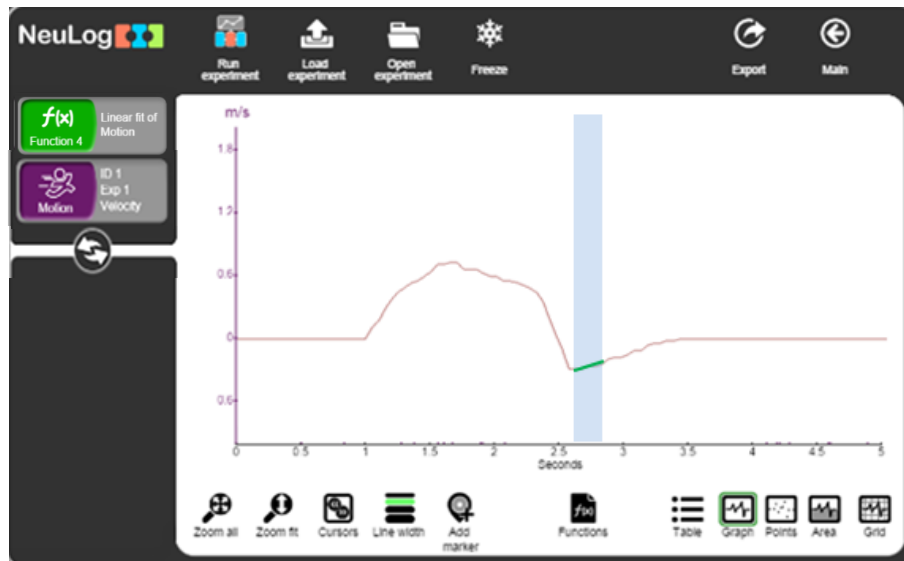 NeuLog
Run
experiment
Load
experiment
Open
experiment
Freeze
Export
Main
f(x)
Function 4
Linear fit of
Motion
Motion
ID 1
Exp 1
Velocity
m/s
1.8
1.2
0.6
0
0.6
0
0.5
1
1.5
2
2.5
3
3.5
4
4.5
5
Seconds
Zoom all
Zoom fit
Cursors
Line width
Add
marker
f(x)
Functions
Table
Graph
Points
Area
Grid